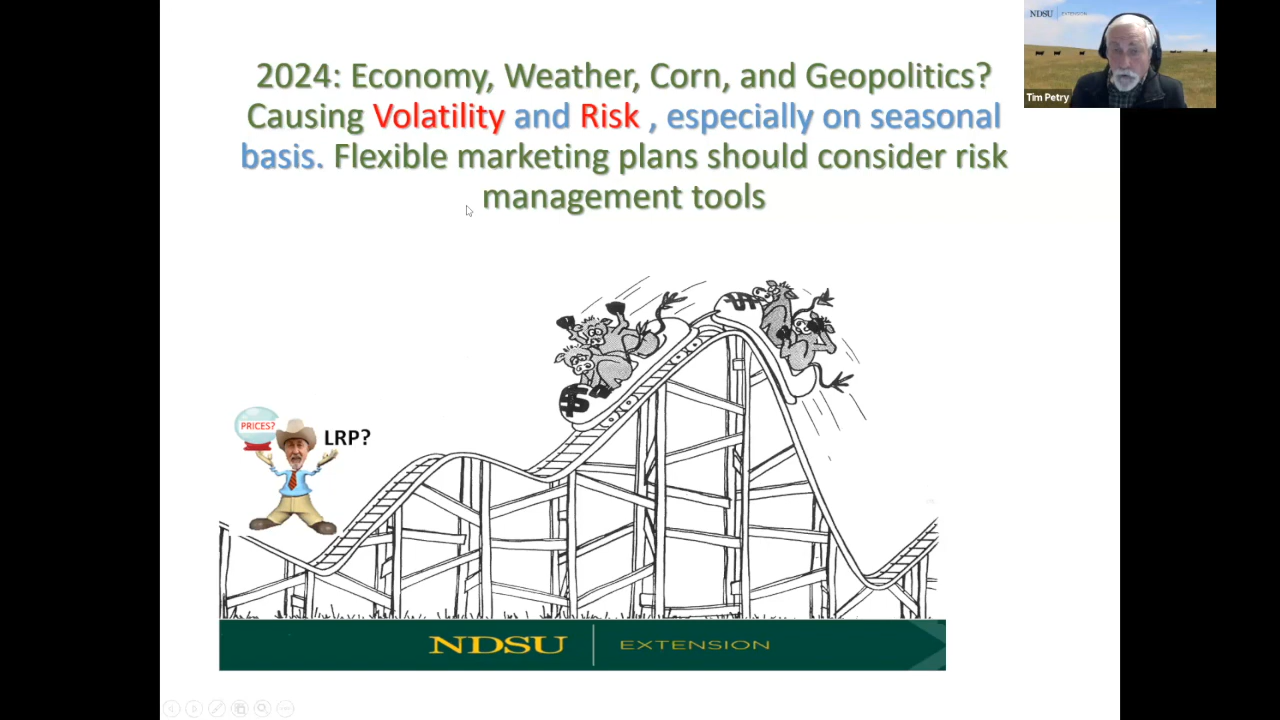 2024: Economy, Weather, Corn, and Geopolitics?
Causing Volatility and Risk , especially on seasonal
basis. Flexible marketing plans should consider risk
management tools
NDSU EXTENSION
Tim Petry
$
$
PRICES?
LRP?
NDSU EXTENSION